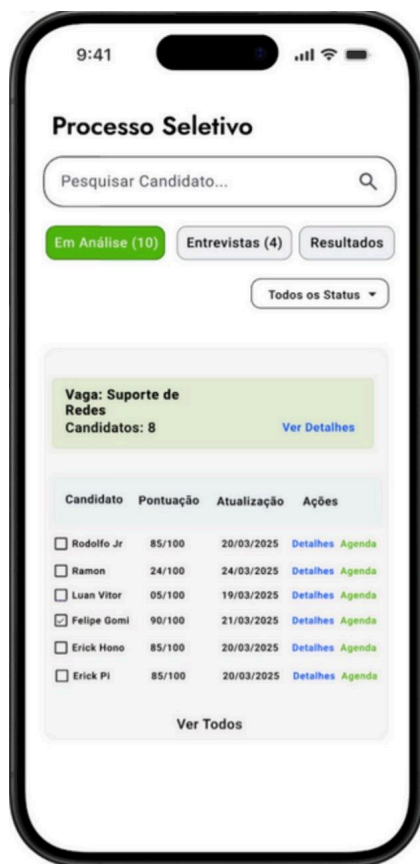 9:41
Processo Seletivo
Pesquisar Candidato...
Em Análise (10) Entrevistas (4) Resultados
Todos os Status
Vaga: Suporte de
Redes
Candidatos: 8 Ver Detalhes
Candidato Pontuação Atualização Ações
Rodolfo Jr 85/100 20/03/2025 Detalhes Agenda
Ramon 24/100 24/03/2025 Detalhes Agenda
Luan Vitor 05/100 19/03/2025 Detalhes Agenda
Felipe Gomi 90/100 21/03/2025 Detalhes Agenda
Erick Hono 85/100 20/03/2025 Detalhes Agenda
Erick Pi 85/100 20/03/2025 Detalhes Agenda
Ver Todos